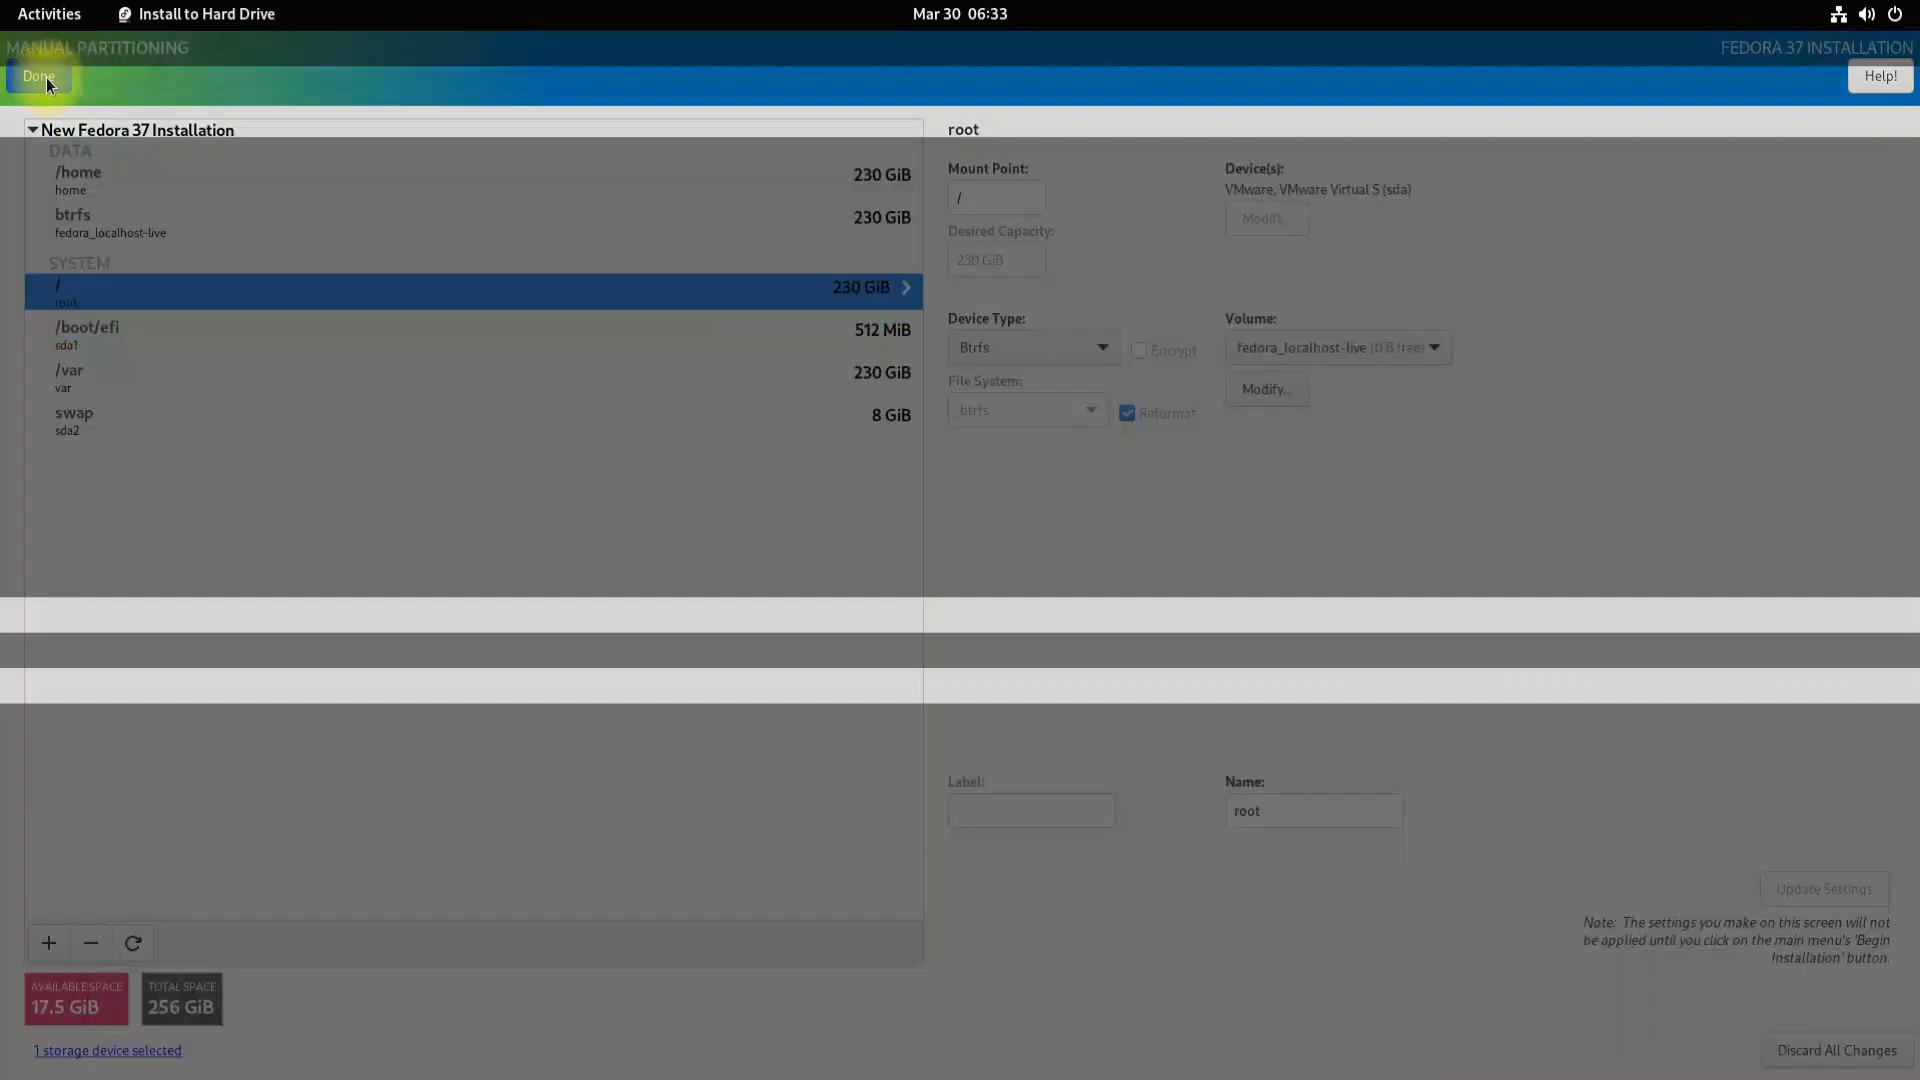 Activities
Install to Hard Drive
Mar 30 06:33
MANUAL PARTITIONING
FEDORA 37 INSTALLATION
Done
Help!
New Fedora 37 Installation
DATA
/home
230 GiB
home
btrfs
230 GiB
fedora_localhost-live
SYSTEM
/
230 GiB
root
/boot/efi
512 MiB
sda1
/var
230 GiB
var
swap
8 GiB
sda2
root
Mount Point:
/
Device(s):
VMware, VMware Virtual S (sda)
Modify...
Desired Capacity:
230 GiB
Device Type:
Btrfs
Encrypt
Volume:
fedora_localhost-live (0 B free)
File System:
btrfs
Reformat
Modify...
Label:
Name:
root
Update Settings
Note: The settings you make on this screen will not
be applied until you click on the main menu's 'Begin
Installation' button.
AVAILABLE SPACE
17.5 GiB
TOTAL SPACE
256 GiB
1 storage device selected
Discard All Changes